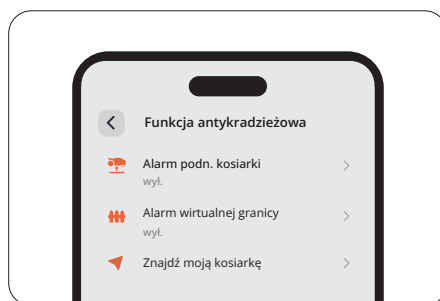 Funkcja antykradzieżowa
Alarm podn. kosiarki
wył.
Alarm wirtualnej granicy
wył.
Znajdź moją kosiarkę